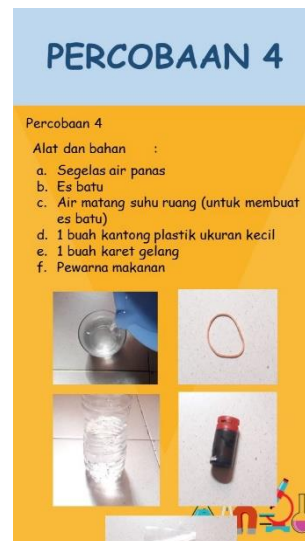 PERCOBAAN 4
Percobaan 4
Alat dan bahan :
a. Segelas air panas
b. Es batu
c. Air matang suhu ruang (untuk membuat
es batu)
d. 1 buah kantong plastik ukuran kecil
e. 1 buah karet gelang
f. Pewarna makanan